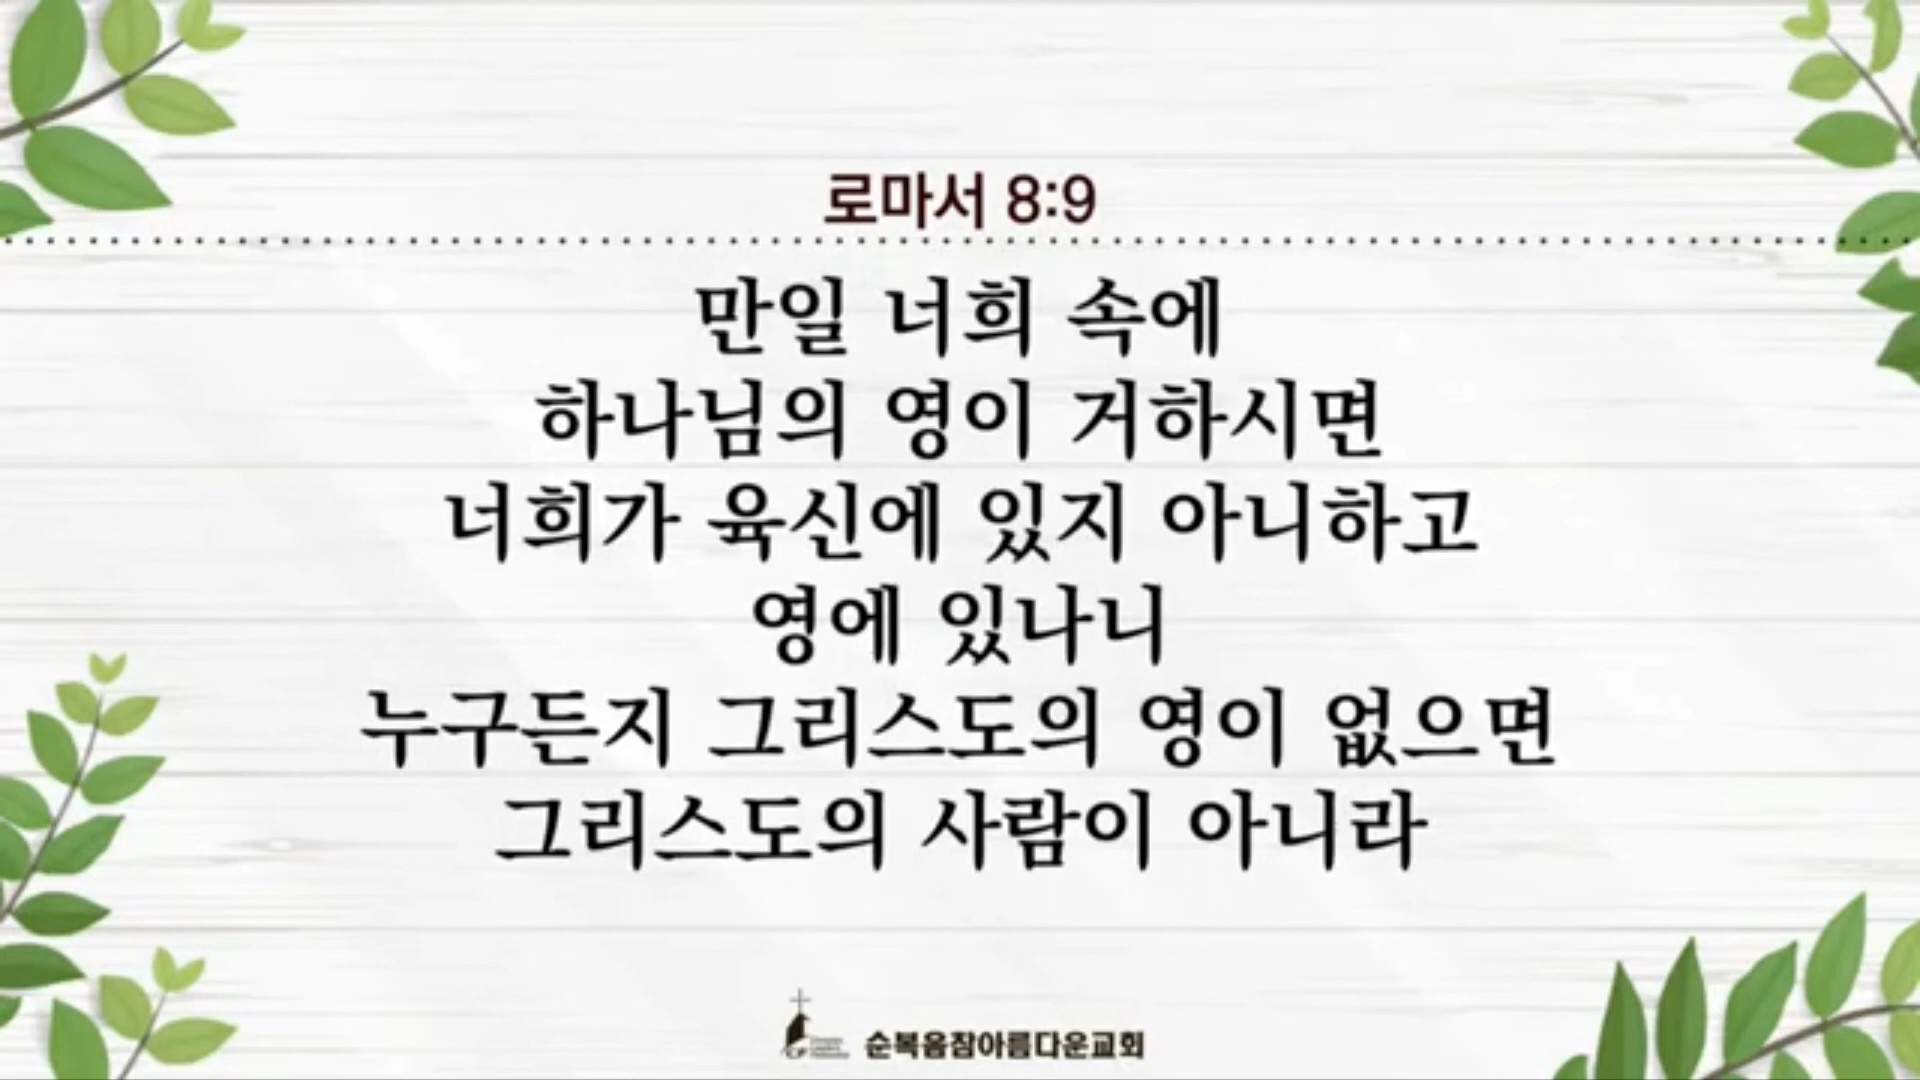 로마서 8:9
만일 너희 속에
하나님의 영이 거하시면
너희가 육신에 있지 아니하고
영에 있나니
누구든지 그리스도의 영이 없으면
그리스도의 사람이 아니라
순복음참아름다운교회